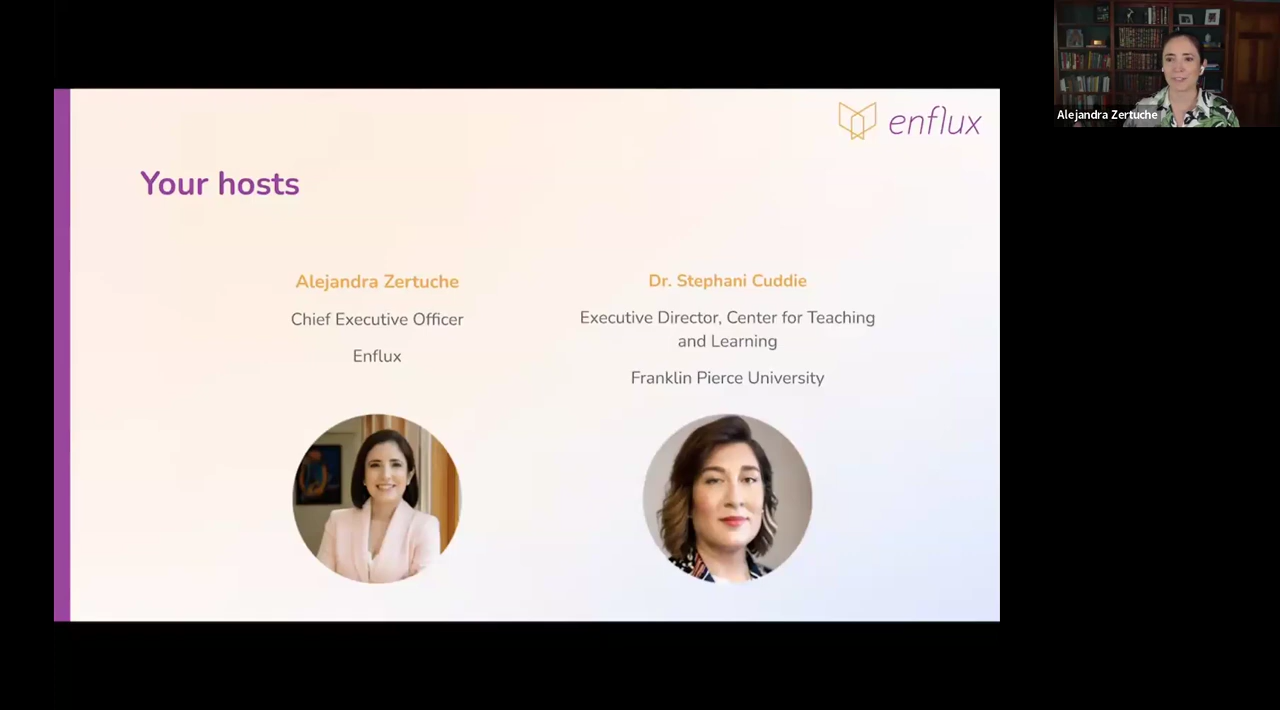 Alejandra Zertuche
enflux
Your hosts
Alejandra Zertuche
Chief Executive Officer
Enflux
Dr. Stephani Cuddie
Executive Director, Center for Teaching
and Learning
Franklin Pierce University